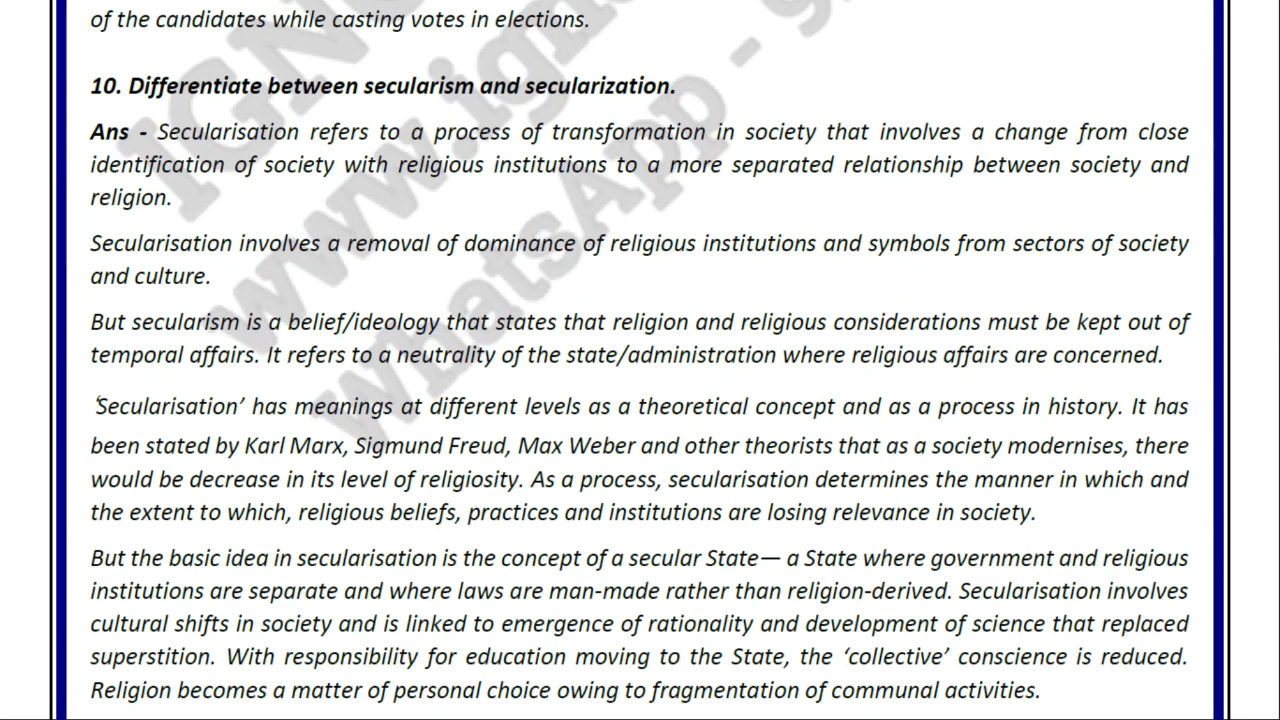 of the candidates while casting votes in elections.
10. Differentiate between secularism and secularization.
Ans - Secularisation refers to a process of transformation in society that involves a change from close
identification of society with religious institutions to a more separated relationship between society and
religion.
Secularisation involves a removal of dominance of religious institutions and symbols from sectors of society
and culture.
But secularism is a belief/ideology that states that religion and religious considerations must be kept out of
temporal affairs. It refers to a neutrality of the state/administration where religious affairs are concerned.
‘Secularisation’ has meanings at different levels as a theoretical concept and as a process in history. It has
been stated by Karl Marx, Sigmund Freud, Max Weber and other theorists that as a society modernises, there
would be decrease in its level of religiosity. As a process, secularisation determines the manner in which and
the extent to which, religious beliefs, practices and institutions are losing relevance in society.
But the basic idea in secularisation is the concept of a secular State— a State where government and religious
institutions are separate and where laws are man-made rather than religion-derived. Secularisation involves
cultural shifts in society and is linked to emergence of rationality and development of science that replaced
superstition. With responsibility for education moving to the State, the ‘collective’ conscience is reduced.
Religion becomes a matter of personal choice owing to fragmentation of communal activities.
IGN
www.ign
WhatsApp - 9